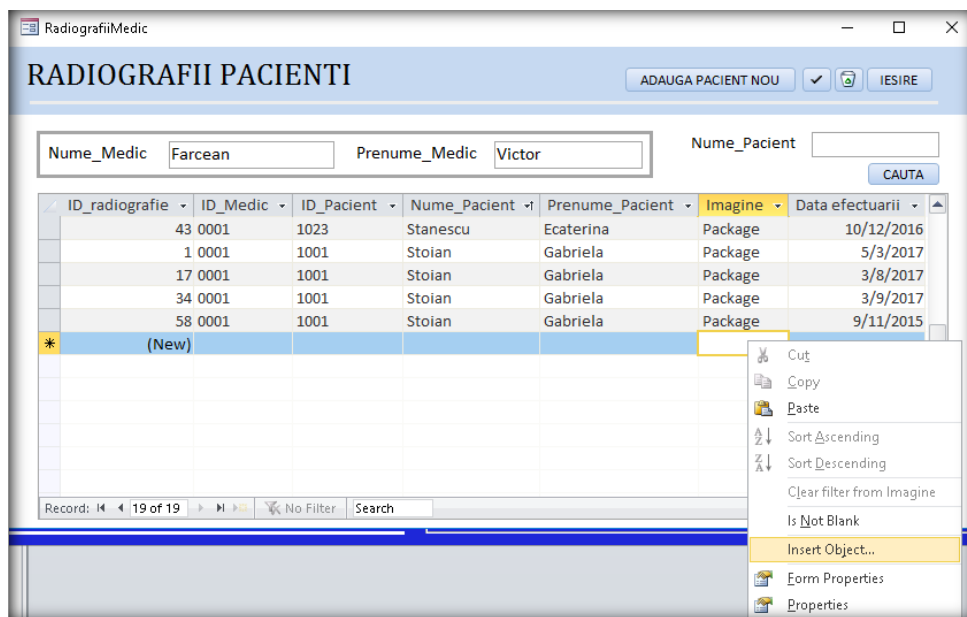 RadiografiiMedic
RADIOGRAFII PACIENTI
ADAUGA PACIENT NOU
IESIRE
Nume_Medic Farcean Prenume_Medic Victor
Nume_Pacient
CAUTA
ID_radiografie ID_Medic ID_Pacient Nume_Pacient Prenume_Pacient Imagine Data efectuarii
43 0001 1023 Stanescu Ecaterina Package 10/12/2016
1 0001 1001 Stoian Gabriela Package 5/3/2017
17 0001 1001 Stoian Gabriela Package 3/8/2017
34 0001 1001 Stoian Gabriela Package 3/9/2017
58 0001 1001 Stoian Gabriela Package 9/11/2015
(New)
Cut
Copy
Paste
Sort Ascending
Sort Descending
Clear filter from Imagine
Is Not Blank
Insert Object...
Form Properties
Properties
Record: 19 of 19 No Filter Search